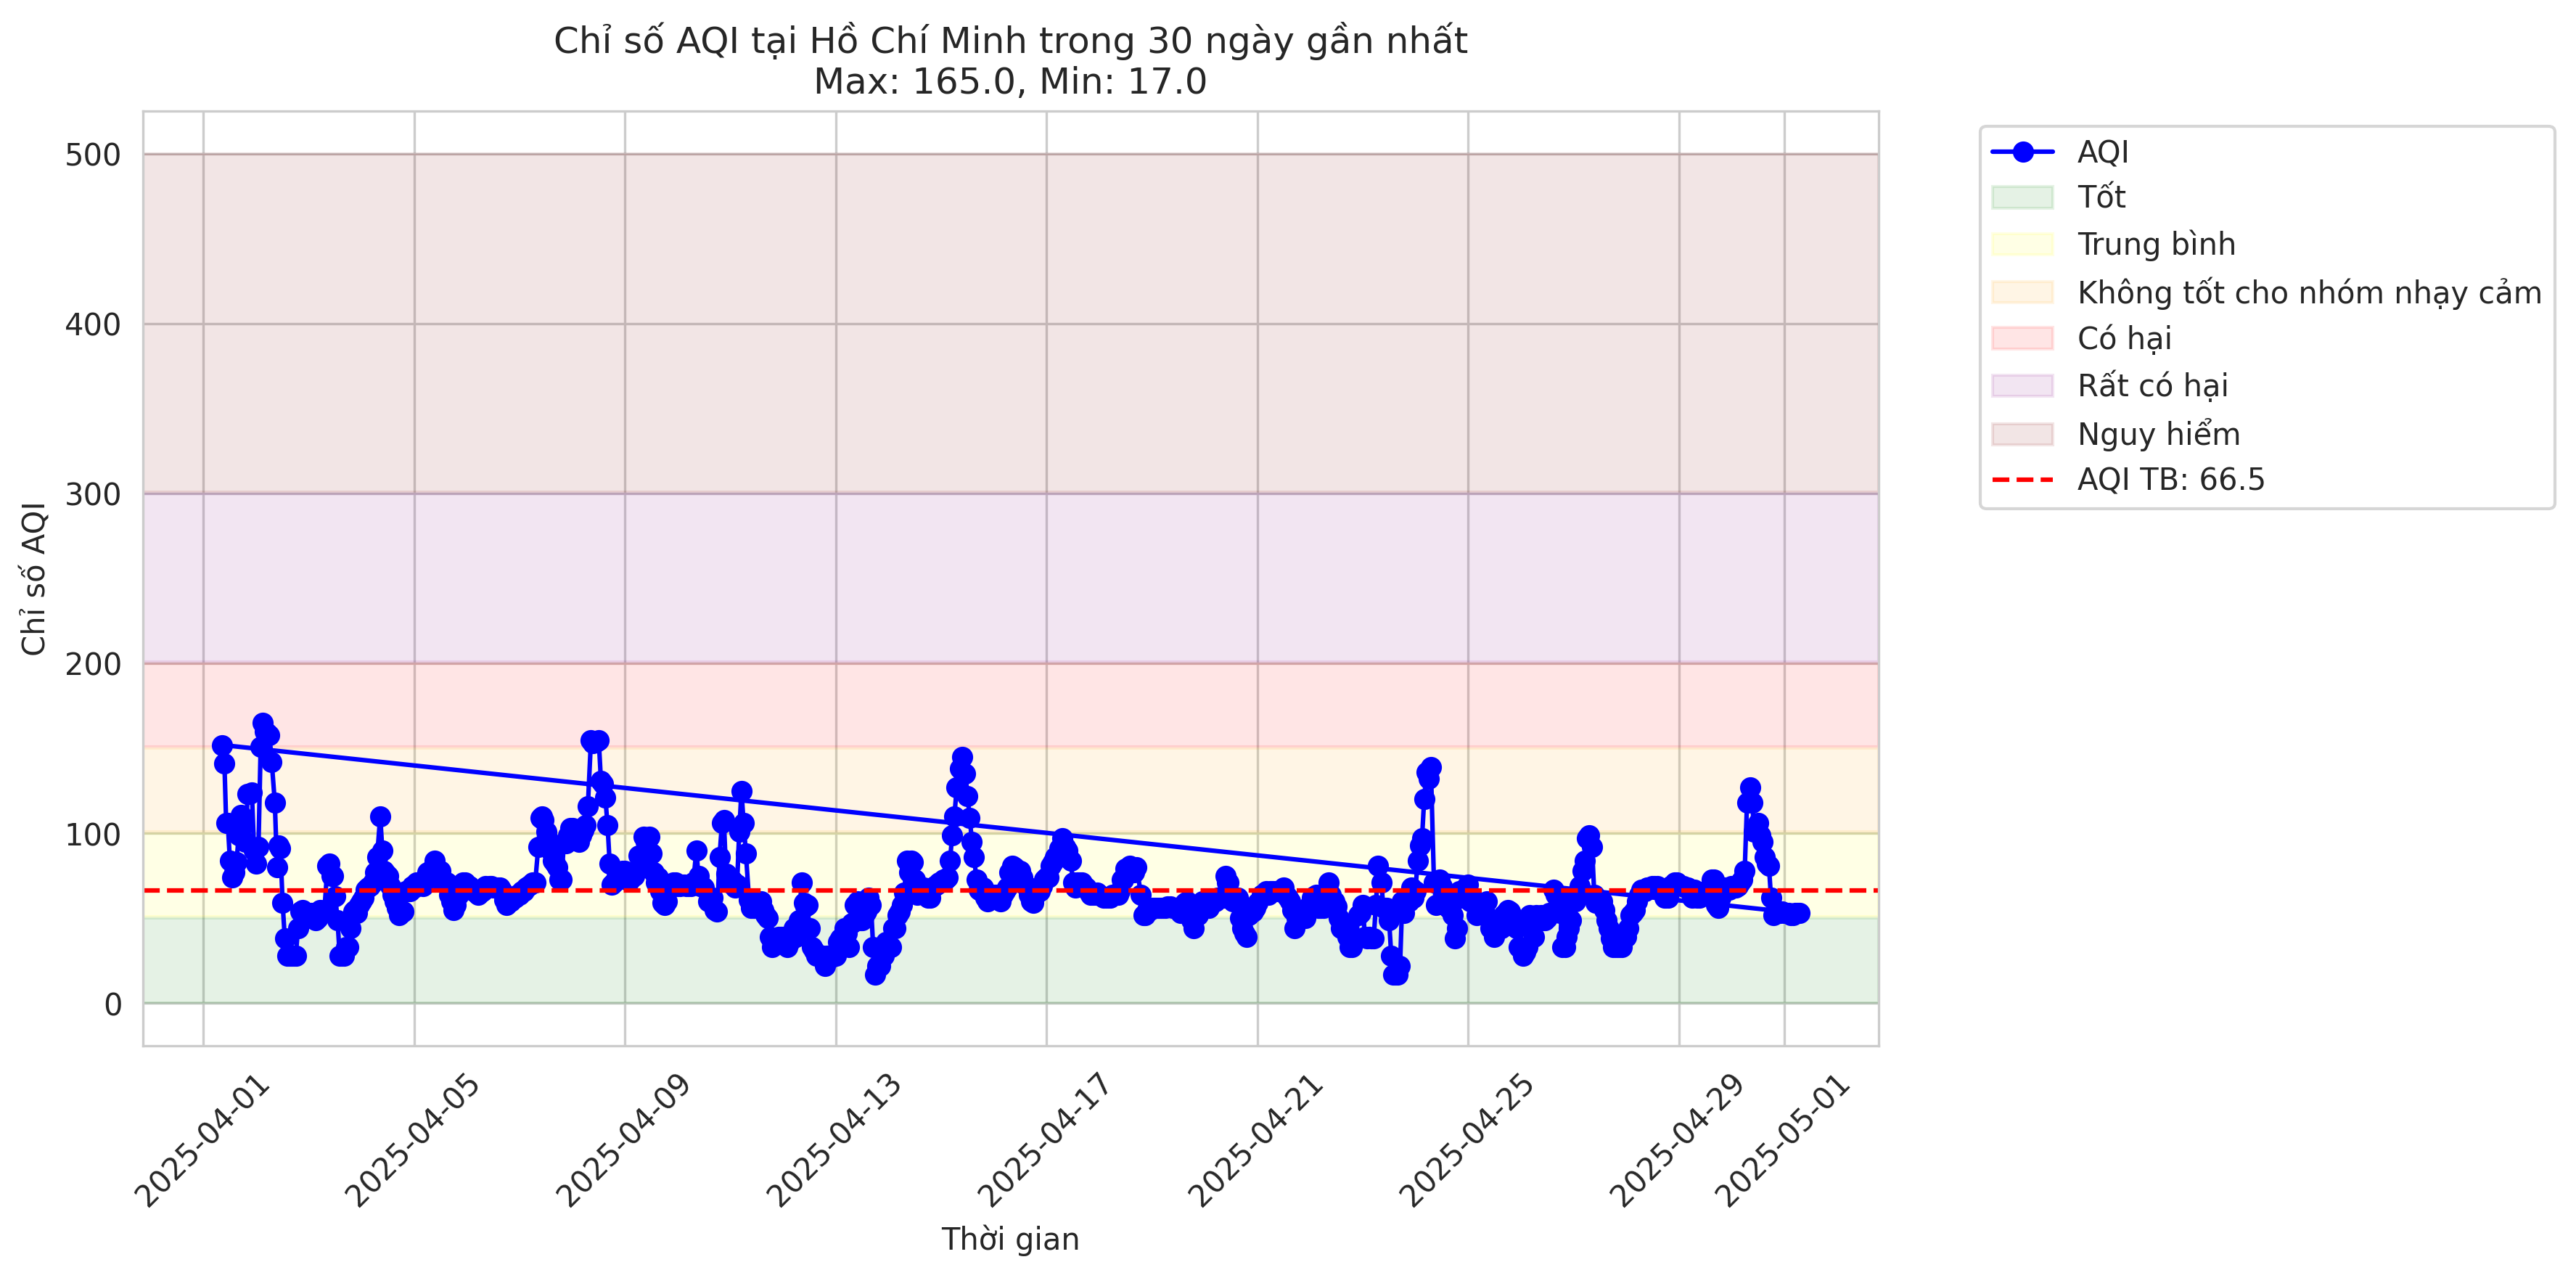 Chỉ số AQI tại Hồ Chí Minh trong 30 ngày gần nhất
Max: 165.0, Min: 17.0
Chỉ số AQI
500
400
300
200
100
0
2025-04-01
2025-04-05
2025-04-09
2025-04-13
2025-04-17
2025-04-21
2025-04-25
2025-04-29
2025-05-01
Thời gian
AQI
Tốt
Trung bình
Không tốt cho nhóm nhạy cảm
Có hại
Rất có hại
Nguy hiểm
AQI TB: 66.5